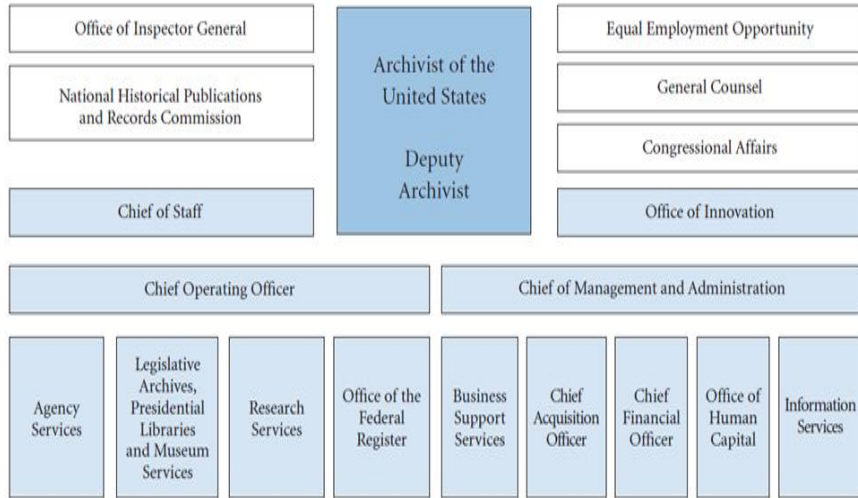 Office of Inspector General
National Historical Publications
and Records Commission
Chief of Staff
Archivist of the
United States
Deputy
Archivist
Equal Employment Opportunity
General Counsel
Congressional Affairs
Office of Innovation
Chief Operating Officer
Chief of Management and Administration
Agency
Services
Legislative
Archives,
Presidential
Libraries
and Museum
Services
Research
Services
Office of the
Federal
Register
Business
Support
Services
Chief
Acquisition
Officer
Chief
Financial
Officer
Office of
Human
Capital
Information
Services